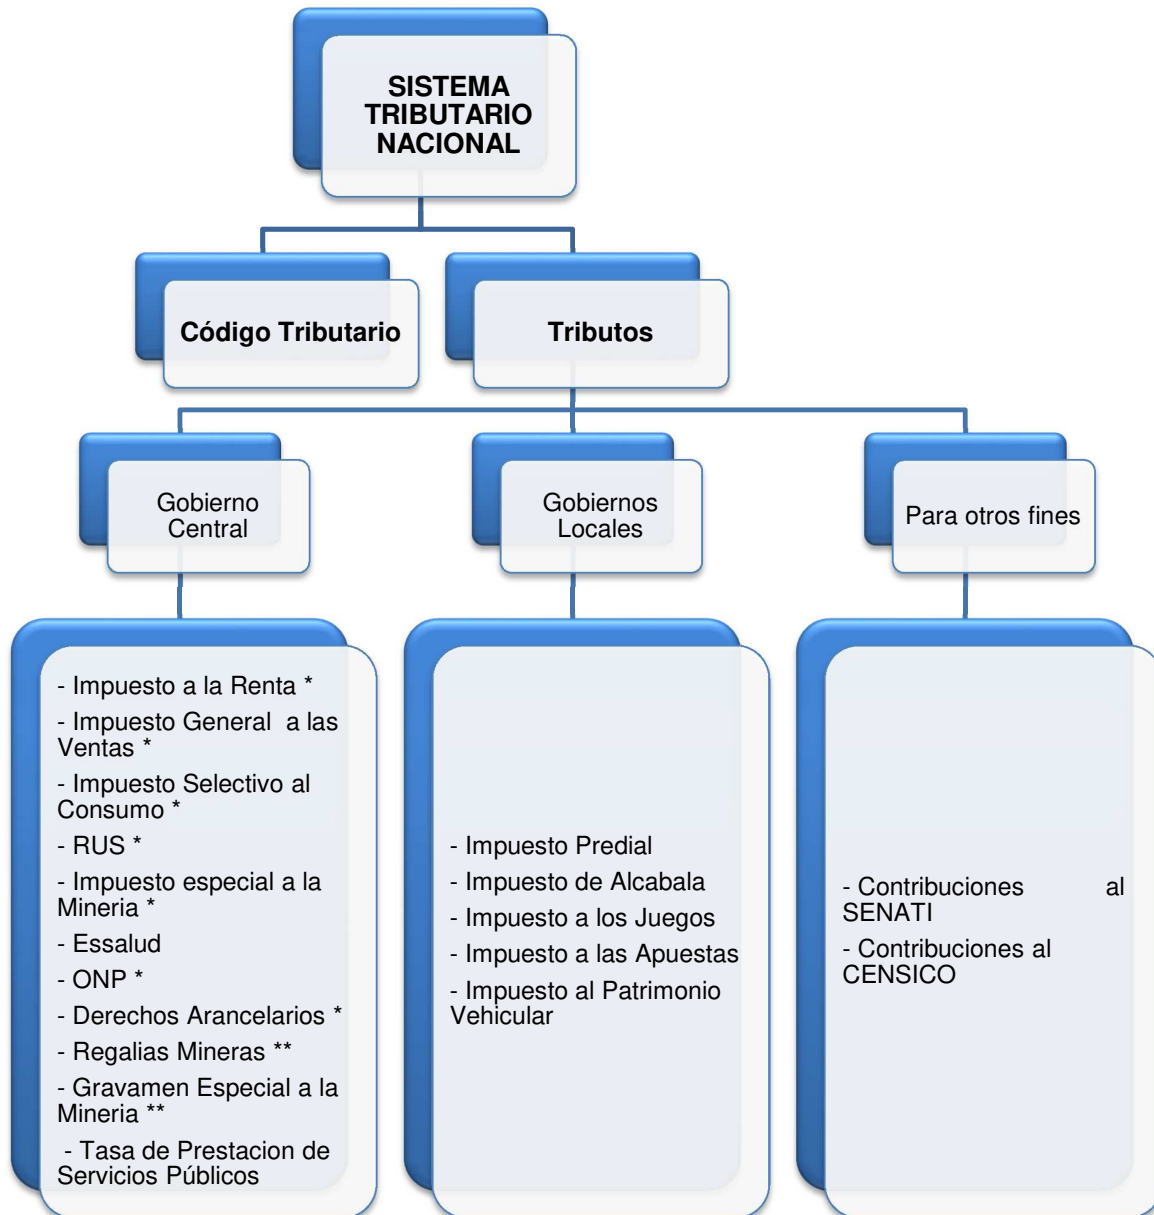 SISTEMA
TRIBUTARIO
NACIONAL
Código Tributario
Tributos
Gobierno
Central
Gobiernos
Locales
Para otros fines
- Impuesto a la Renta *
- Impuesto General a las
Ventas *
- Impuesto Selectivo al
Consumo *
- RUS *
- Impuesto especial a la
Mineria *
- Essalud
- ONP *
- Derechos Arancelarios *
- Regalias Mineras **
- Gravamen Especial a la
Mineria **
- Tasa de Prestacion de
Servicios Públicos
- Impuesto Predial
- Impuesto de Alcabala
- Impuesto a los Juegos
- Impuesto a las Apuestas
- Impuesto al Patrimonio
Vehicular
- Contribuciones al
SENATI
- Contribuciones al
CENSICO